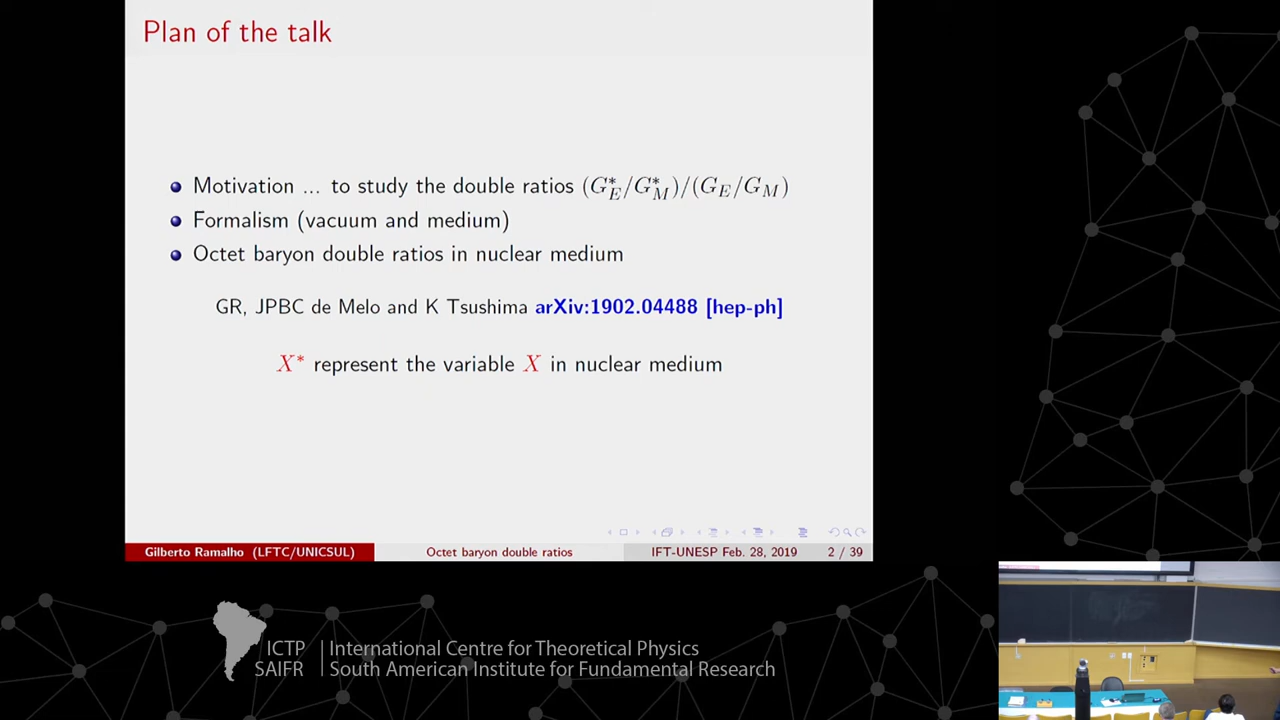 Plan of the talk
Motivation ... to study the double ratios (G*_E/G*_M)/(G_E/G_M)
Formalism (vacuum and medium)
Octet baryon double ratios in nuclear medium
GR, JPBC de Melo and K Tsushima arXiv:1902.04488 [hep-ph]
X* represent the variable X in nuclear medium
Gilberto Ramalho (LFTC/UNICSUL) Octet baryon double ratios IFT-UNESP Feb. 28, 2019 2 / 39
ICTP International Centre for Theoretical Physics
SAIFR South American Institute for Fundamental Research